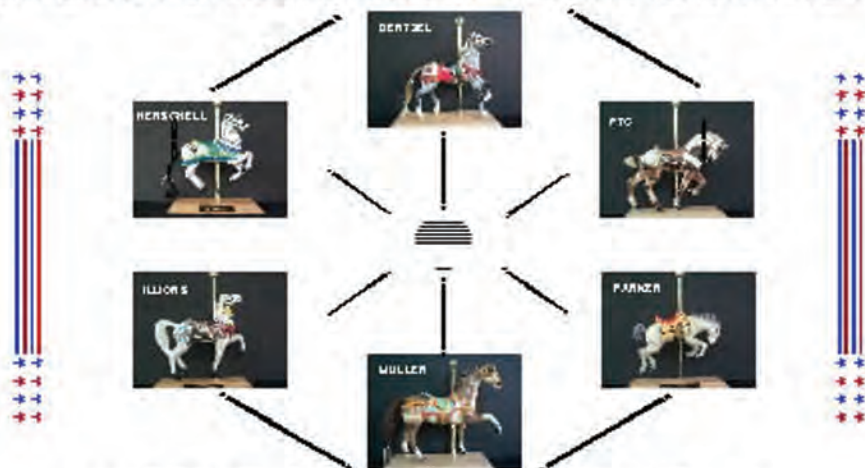 DENTZEL
HERSCHELL
PTC
ILLIONS
PARKER
MULLER